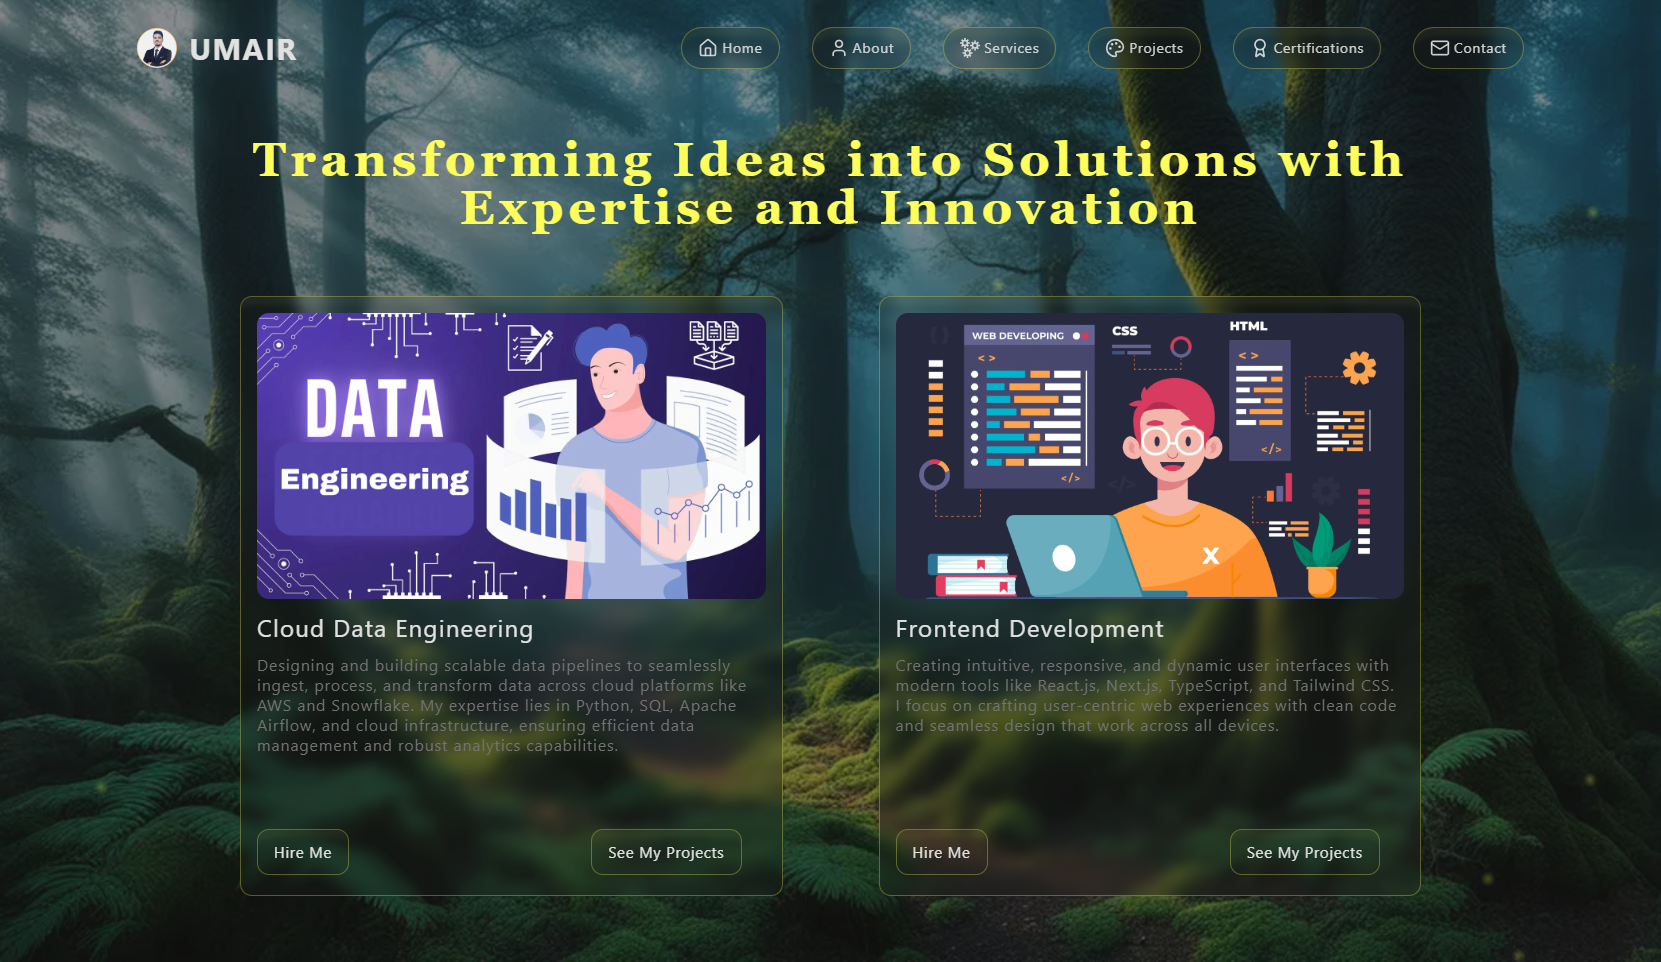 UMAIR
Home
About
Services
Projects
Certifications
Contact
Transforming Ideas into Solutions with
Expertise and Innovation
DATA
Engineering
Cloud Data Engineering
Designing and building scalable data pipelines to seamlessly
ingest, process, and transform data across cloud platforms like
AWS and Snowflake. My expertise lies in Python, SQL, Apache
Airflow, and cloud infrastructure, ensuring efficient data
management and robust analytics capabilities.
Hire Me
See My Projects
WEB DEVELOPING
< >
</>
CSS
HTML
< >
</>
</>
X
Frontend Development
Creating intuitive, responsive, and dynamic user interfaces with
modern tools like React.js, Next.js, TypeScript, and Tailwind CSS.
I focus on crafting user-centric web experiences with clean code
and seamless design that work across all devices.
Hire Me
See My Projects